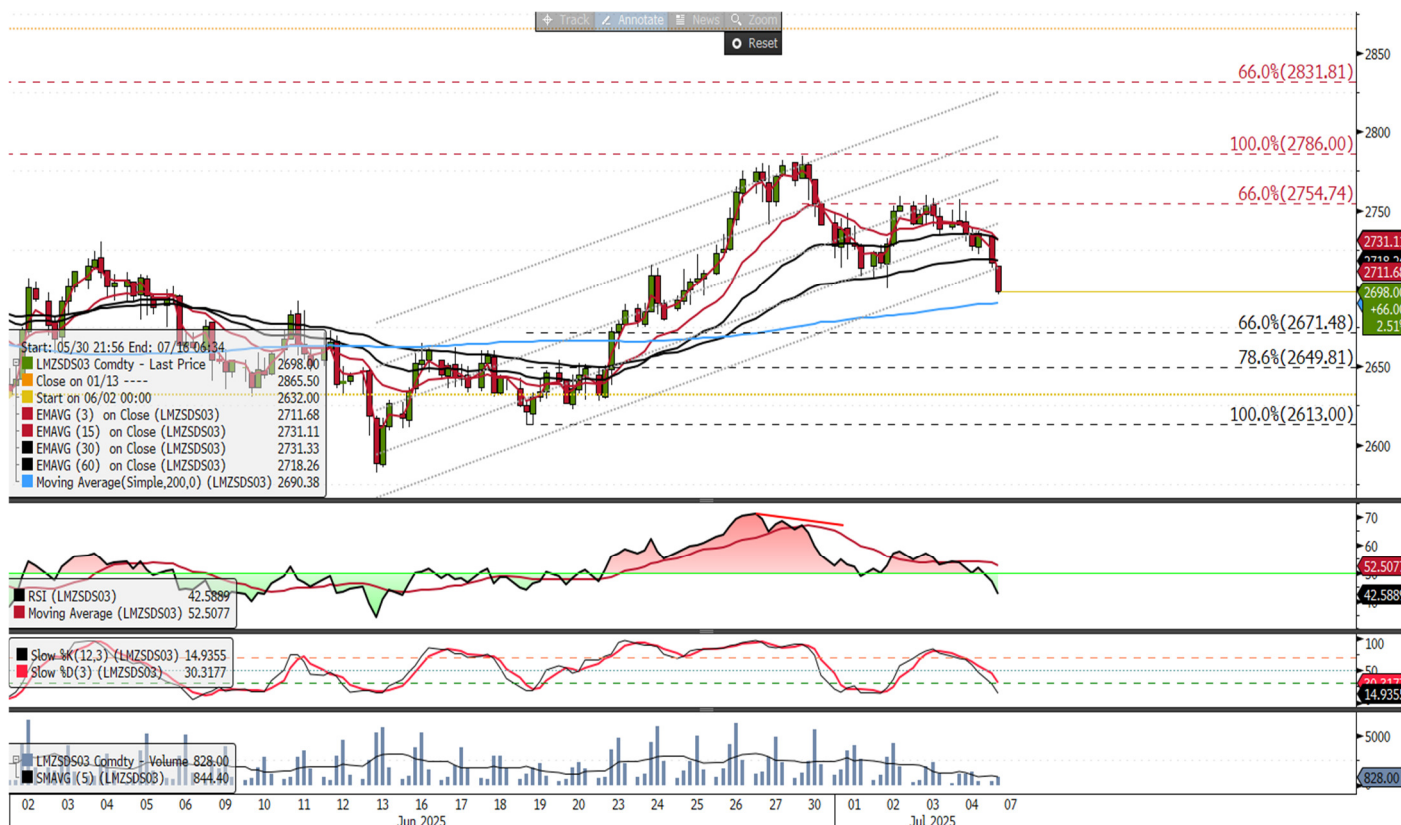 Track Annotate News Zoom
Reset
2850
66.0%(2831.81)
2800
100.0%(2786.00)
66.0%(2754.74)
2750
2731.11
2718.26
2711.68
2698.00
+66.00
2.51%
66.0%(2671.48)
78.6%(2649.81)
2650
100.0%(2613.00)
2600
Start: 05/30 21:56 End: 07/16 06:34
LMZSDS03 Comdty - Last Price 2698.00
Close on 01/13 ---- 2865.50
Start on 06/02 00:00 2632.00
EMAVG (3) on Close (LMZSDS03) 2711.68
EMAVG (15) on Close (LMZSDS03) 2731.11
EMAVG (30) on Close (LMZSDS03) 2731.33
EMAVG (60) on Close (LMZSDS03) 2718.26
Moving Average(Simple,200,0) (LMZSDS03) 2690.38
70
60
52.5077
42.5889
RSI (LMZSDS03) 42.5889
Moving Average (LMZSDS03) 52.5077
100
50
30.3177
14.9355
Slow %K(12,3) (LMZSDS03) 14.9355
Slow %D(3) (LMZSDS03) 30.3177
5000
828.00
LMZSDS03 Comdty - Volume 828.00
SMAVG (5) (LMZSDS03) 844.40
02 03 04 05 06 09 10 11 12 13 16 17 18 19 20 23 24 25 26 27 30 01 02 03 04 07
Jun 2025 Jul 2025